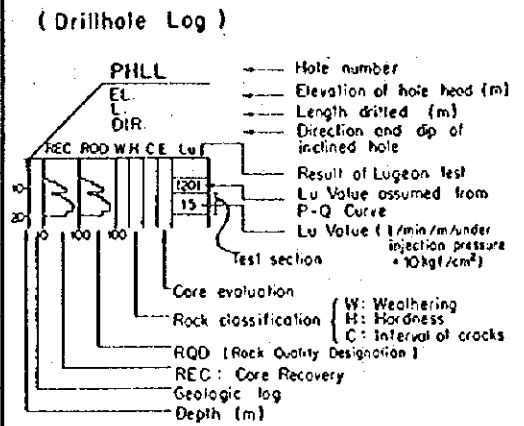 (Drillhole Log)
PHLL
EL.
L.
DIR.
Hole number
Elevation of hole head (m)
Length drilled (m)
Direction and dip of
inclined hole
REC RQD W H C E Lu
Result of Lugeon Test
10
(20)
Lu Value assumed from
P-Q Curve
20
15
Lu Value (l/min/m/under
injection pressure
=10kgf/cm²)
0 100 100
Test section
Core evaluation
Rock classification
W: Weathering
H: Hardness
C: Interval of cracks
RQD (Rock Quality Designation)
REC: Core Recovery
Geologic log
Depth (m)